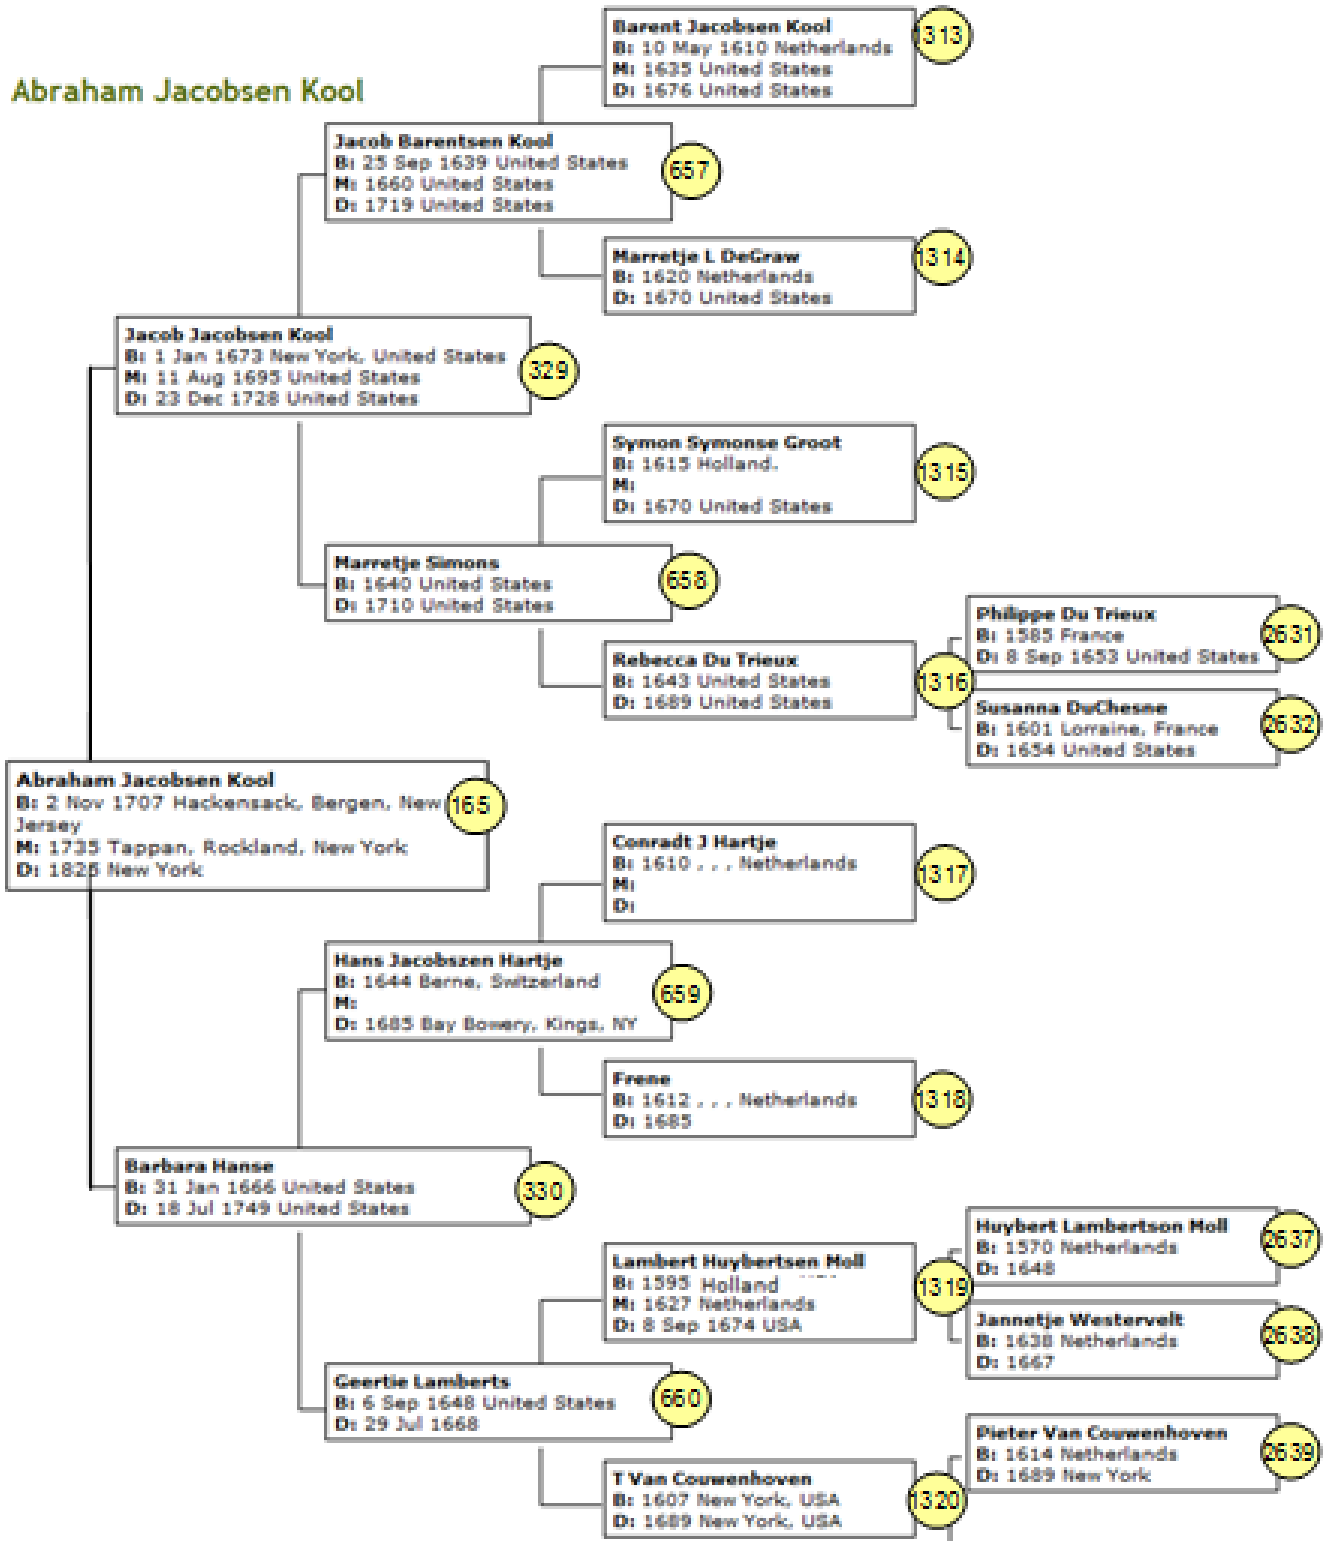 Abraham Jacobsen Kool
Barent Jacobsen Kool
B: 10 May 1610 Netherlands
M: 1635 United States
D: 1676 United States
1313
Jacob Barentsen Kool
B: 25 Sep 1639 United States
M: 1660 United States
D: 1719 United States
657
Marretje L DeGraw
B: 1620 Netherlands
D: 1670 United States
1314
Jacob Jacobsen Kool
B: 1 Jan 1673 New York, United States
M: 11 Aug 1695 United States
D: 23 Dec 1728 United States
329
Symon Symonse Groot
B: 1615 Holland.
M:
D: 1670 United States
1315
Marretje Simons
B: 1640 United States
D: 1710 United States
658
Rebecca Du Trieux
B: 1643 United States
D: 1689 United States
1316
Philippe Du Trieux
B: 1585 France
D: 8 Sep 1653 United States
2631
Susanna DuChesne
B: 1601 Lorraine, France
D: 1654 United States
2632
Abraham Jacobsen Kool
B: 2 Nov 1707 Hackensack, Bergen, New
Jersey
M: 1735 Tappan, Rockland, New York
D: 1825 New York
165
Conradt J Hartje
B: 1610 , , , Netherlands
M:
D:
1317
Hans Jacobszen Hartje
B: 1644 Berne, Switzerland
M:
D: 1685 Bay Bowery, Kings, NY
659
Frene
B: 1612 , , , Netherlands
D: 1685
1318
Barbara Hanse
B: 31 Jan 1666 United States
D: 18 Jul 1749 United States
330
Lambert Huybertsen Moll
B: 1595 Holland
M: 1627 Netherlands
D: 8 Sep 1674 USA
1319
Huybert Lambertson Moll
B: 1570 Netherlands
D: 1648
2637
Jannetje Westervelt
B: 1638 Netherlands
D: 1667
2638
Geertie Lamberts
B: 6 Sep 1648 United States
D: 29 Jul 1668
660
T Van Couwenhoven
B: 1607 New York, USA
D: 1689 New York, USA
1320
Pieter Van Couwenhoven
B: 1614 Netherlands
D: 1689 New York
2639